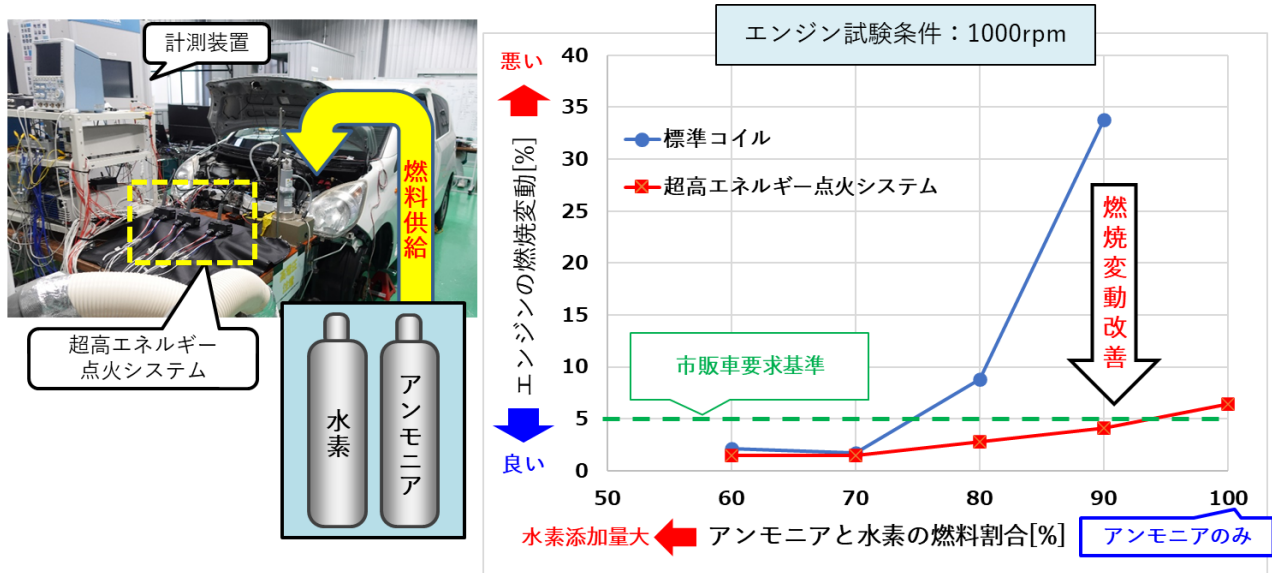 計測装置
燃料供給
超高エネルギー
点火システム
水素
アンモニア
エンジン試験条件：1000rpm
悪い
エンジンの燃焼変動[%]
良い
40
35
30
25
20
15
10
5
0
標準コイル
超高エネルギー点火システム
燃焼変動改善
市販車要求基準
50
60
70
80
90
100
水素添加量大
アンモニアと水素の燃料割合[%]
アンモニアのみ